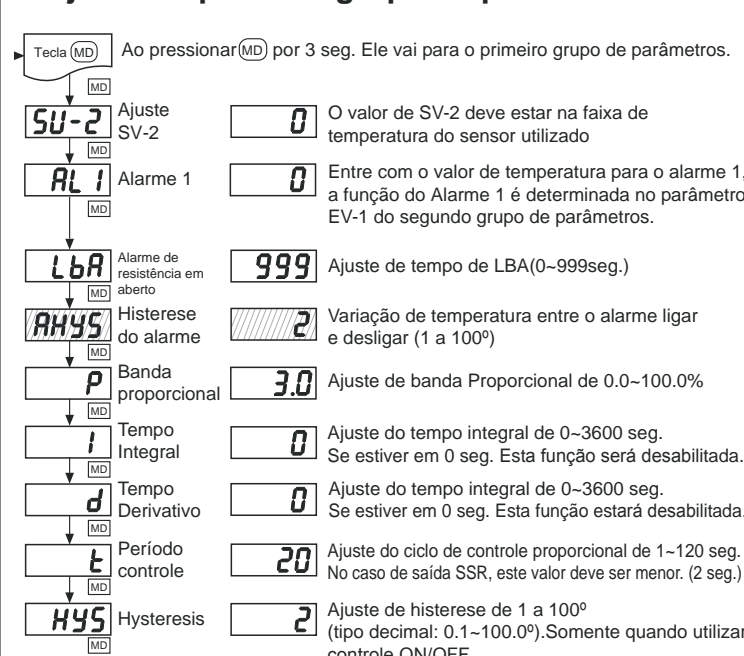 Tecla MD Ao pressionar MD por 3 seg. Ele vai para o primeiro grupo de parâmetros.
MD
SV-2 Ajuste SV-2 0 O valor de SV-2 deve estar na faixa de
temperatura do sensor utilizado
MD
AL1 Alarme 1 0 Entre com o valor de temperatura para o alarme 1,
a função do Alarme 1 é determinada no parâmetro
EV-1 do segundo grupo de parâmetros.
MD
LbA Alarme de
resistência em
aberto
999 Ajuste de tempo de LBA(0~999seg.)
MD
AHYS Histerese
do alarme
2 Variação de temperatura entre o alarme ligar
e desligar (1 a 100º)
MD
P Banda
proporcional
3.0 Ajuste de banda Proporcional de 0.0~100.0%
MD
I Tempo
Integral
0 Ajuste do tempo integral de 0~3600 seg.
Se estiver em 0 seg. Esta função será desabilitada.
MD
d Tempo
Derivativo
0 Ajuste do tempo integral de 0~3600 seg.
Se estiver em 0 seg. Esta função estará desabilitada.
MD
t Período
controle
20 Ajuste do ciclo de controle proporcional de 1~120 seg.
No caso de saída SSR, este valor deve ser menor. (2 seg.)
MD
HYS Hysteresis 2 Ajuste de histerese de 1 a 100º
(tipo decimal: 0.1~100.0º).Somente quando utilizar
controle ON/OFF
MD